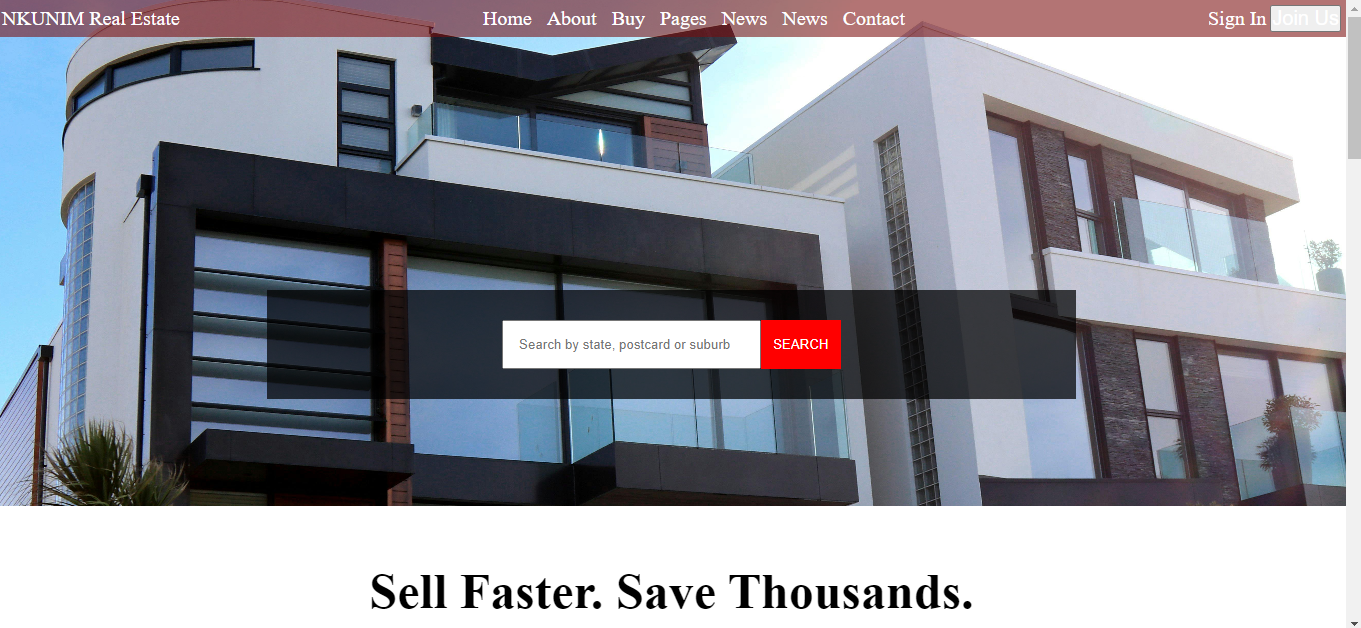 NKUNIM Real Estate Home About Buy Pages News News Contact Sign In Join Us
Search by state, postcard or suburb SEARCH
Sell Faster. Save Thousands.